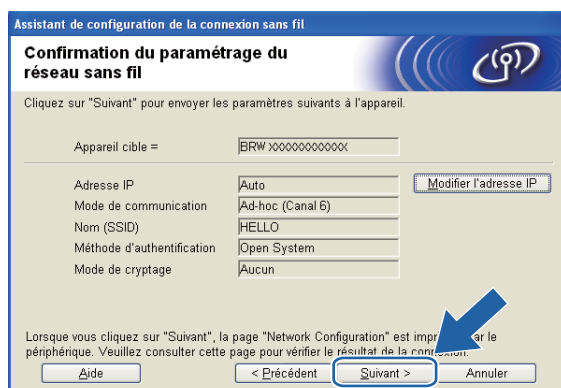 Assistant de configuration de la connexion sans fil
Confirmation du paramétrage du
réseau sans fil
Cliquez sur "Suivant" pour envoyer les paramètres suivants à l'appareil.
Appareil cible = BRW XXXXXXXXXXXX
Adresse IP Auto Modifier l'adresse IP
Mode de communication Ad-hoc (Canal 6)
Nom (SSID) HELLO
Méthode d'authentification Open System
Mode de cryptage Aucun
Lorsque vous cliquez sur "Suivant", la page "Network Configuration" est le
périphérique. Veuillez consulter cette page pour vérifier le résultat de la connexion.
Aide < Précédent Suivant > Annuler